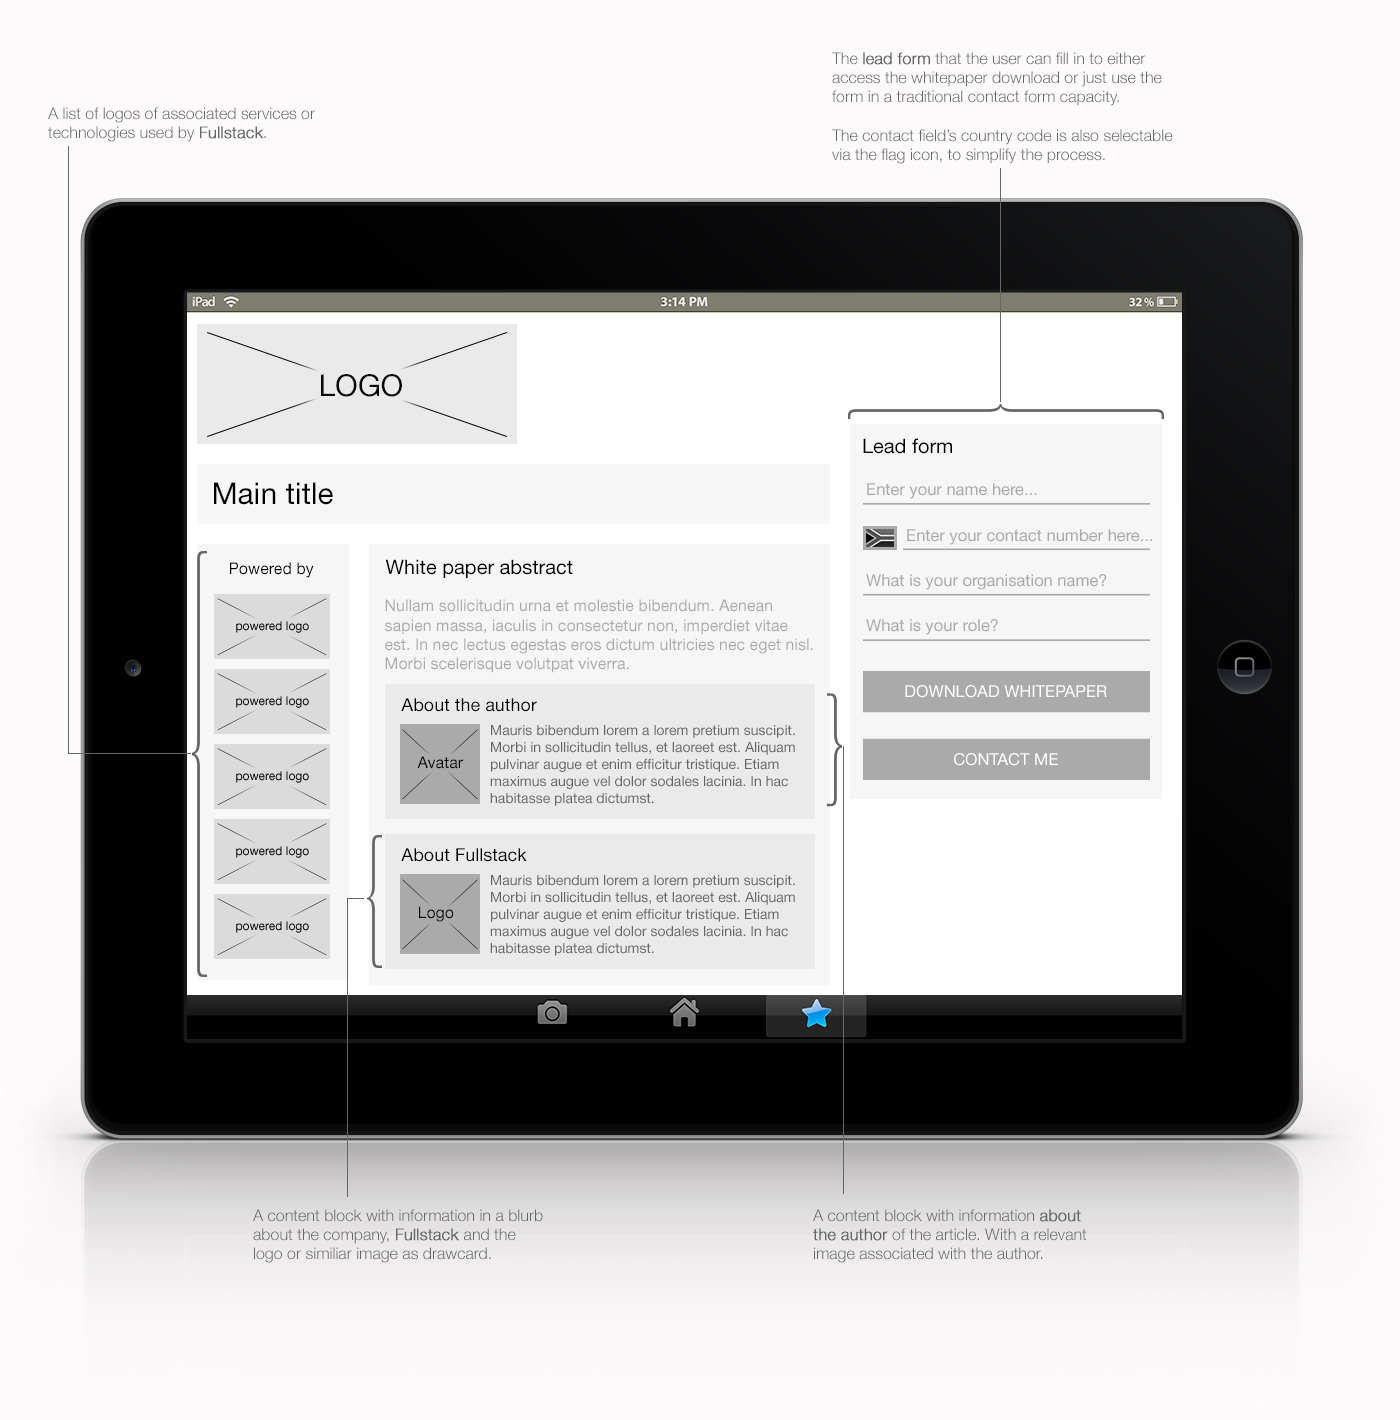 The lead form that the user can fill in to either
access the whitepaper download or just use the
form in a traditional contact form capacity.
The contact field's country code is also selectable
via the flag icon, to simplify the process.
A list of logos of associated services or
technologies used by Fullstack.
iPad
3:14 PM
32 %
LOGO
Main title
Powered by
powered logo
powered logo
powered logo
powered logo
powered logo
White paper abstract
Nullam sollicitudin urna et molestie bibendum. Aenean
sapien massa, iaculis in consectetur non, imperdiet vitae
est. In nec lectus egestas eros dictum ultricies nec eget nisl.
Morbi scelerisque volutpat viverra.
About the author
Avatar
Mauris bibendum lorem a lorem pretium suscipit.
Morbi in sollicitudin tellus, et laoreet est. Aliquam
pulvinar augue et enim efficitur tristique. Etiam
maximus augue vel dolor sodales lacinia. In hac
habitasse platea dictumst.
About Fullstack
Logo
Mauris bibendum lorem a lorem pretium suscipit.
Morbi in sollicitudin tellus, et laoreet est. Aliquam
pulvinar augue et enim efficitur tristique. Etiam
maximus augue vel dolor sodales lacinia. In hac
habitasse platea dictumst.
Lead form
Enter your name here...
Enter your contact number here...
What is your organisation name?
What is your role?
DOWNLOAD WHITEPAPER
CONTACT ME
A content block with information in a blurb
about the company, Fullstack and the
logo or similiar image as drawcard.
A content block with information about
the author of the article. With a relevant
image associated with the author.